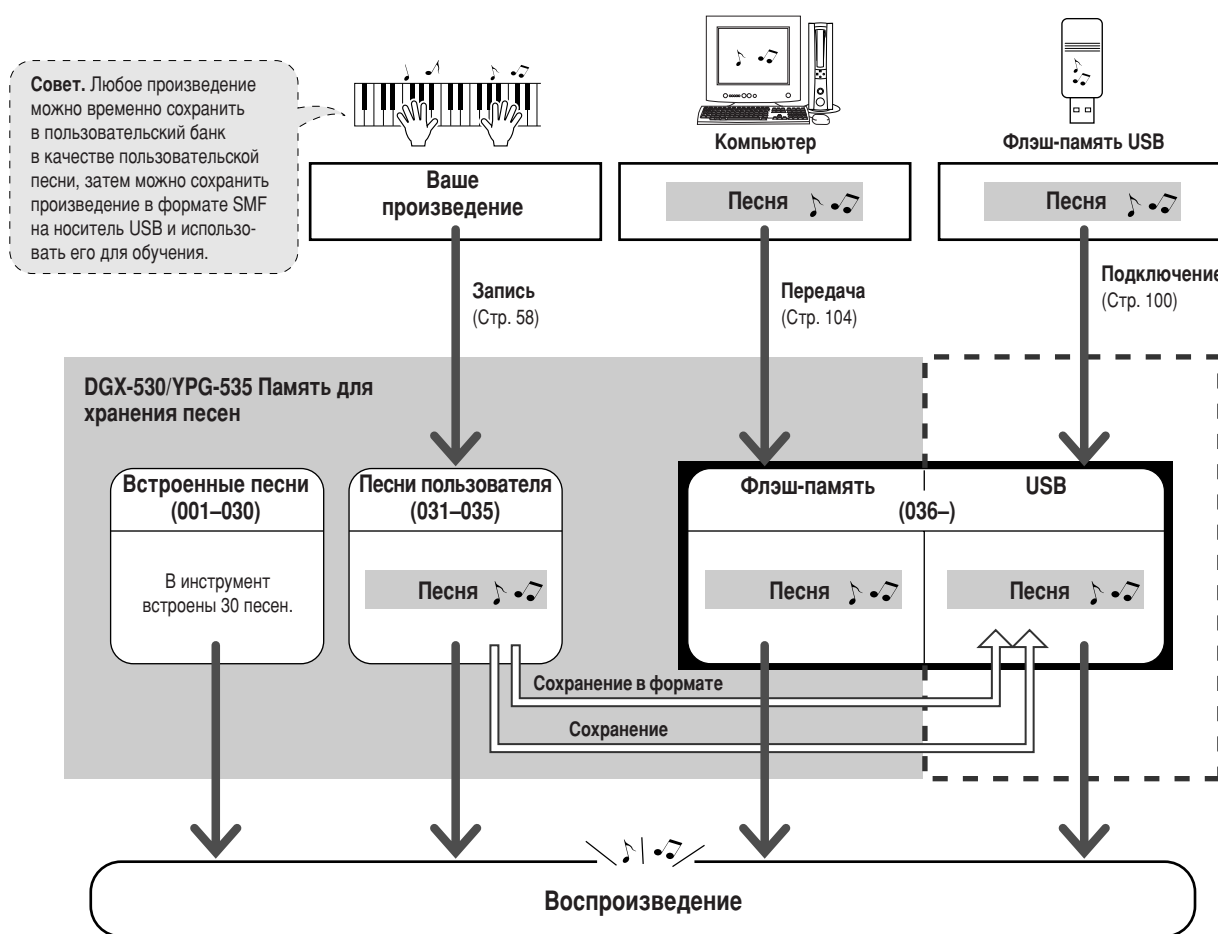 Совет. Любое произведение
можно временно сохранить
в пользовательский банк
в качестве пользовательской
песни, затем можно сохранить
произведение в формате SMF
на носитель USB и использо-
вать его для обучения.
Компьютер
Флэш-память USB
Ваше
произведение
Песня
Песня
Запись
(Стр. 58)
Передача
(Стр. 104)
Подключение
(Стр. 100)
DGX-530/YPG-535 Память для
хранения песен
Встроенные песни
(001–030)
Песни пользователя
(031–035)
Флэш-память
USB
(036–)
В инструмент
встроены 30 песен.
Песня
Песня
Песня
Сохранение в формате
Сохранение
Воспроизведение